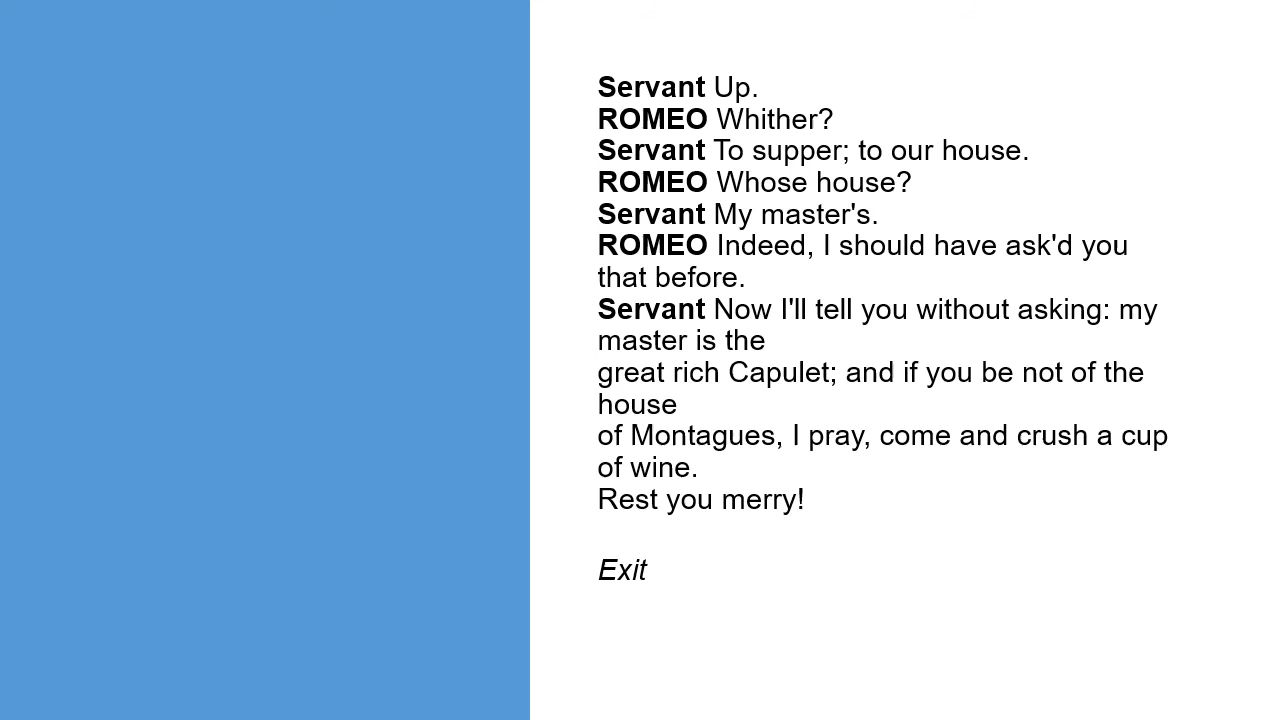 Servant Up.
ROMEO Whither?
Servant To supper; to our house.
ROMEO Whose house?
Servant My master's.
ROMEO Indeed, I should have ask'd you
that before.
Servant Now I'll tell you without asking: my
master is the
great rich Capulet; and if you be not of the
house
of Montagues, I pray, come and crush a cup
of wine.
Rest you merry!
Exit